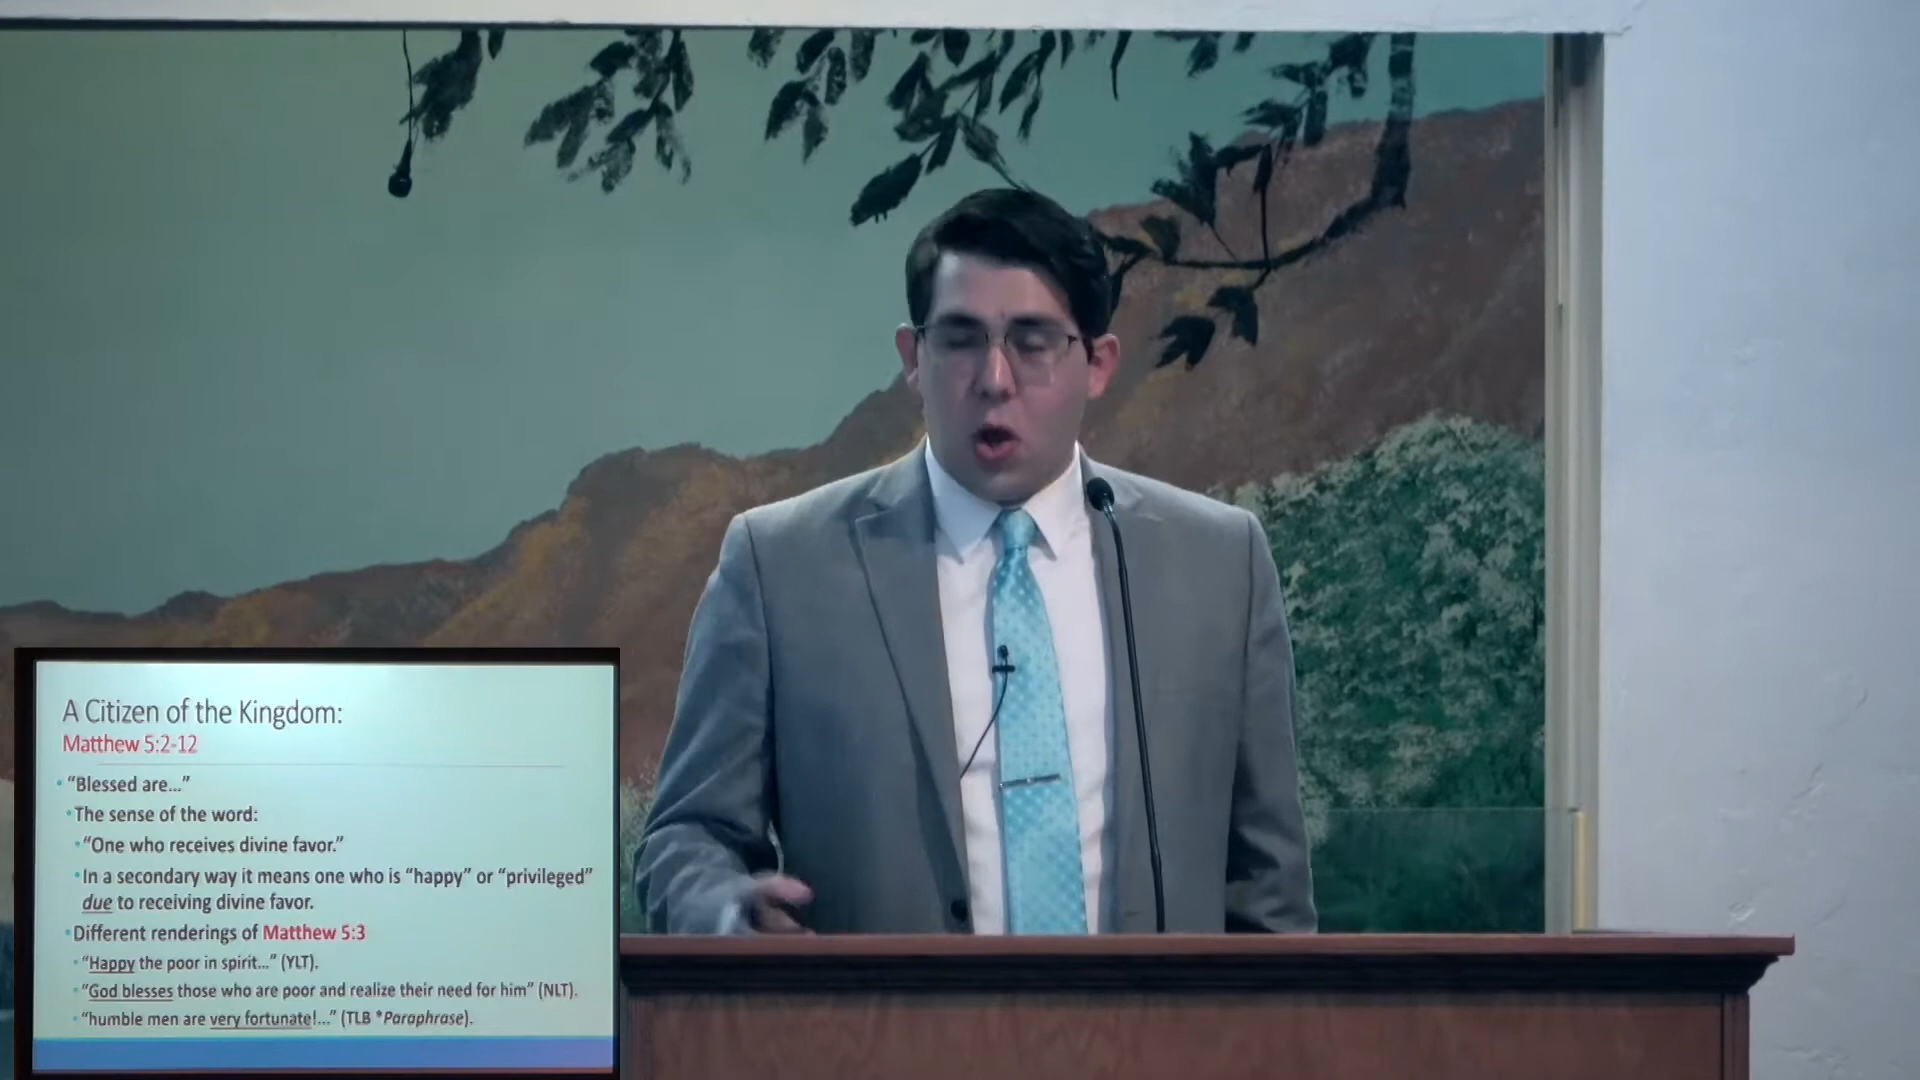 A Citizen of the Kingdom:
Matthew 5:2-12
• “Blessed are…”
• The sense of the word:
• “One who receives divine favor.”
• In a secondary way it means one who is “happy” or “privileged”
due to receiving divine favor.
• Different renderings of Matthew 5:3
• “Happy the poor in spirit…” (YLT).
• “God blesses those who are poor and realize their need for him” (NLT).
• “humble men are very fortunate!…” (TLB *Paraphrase).